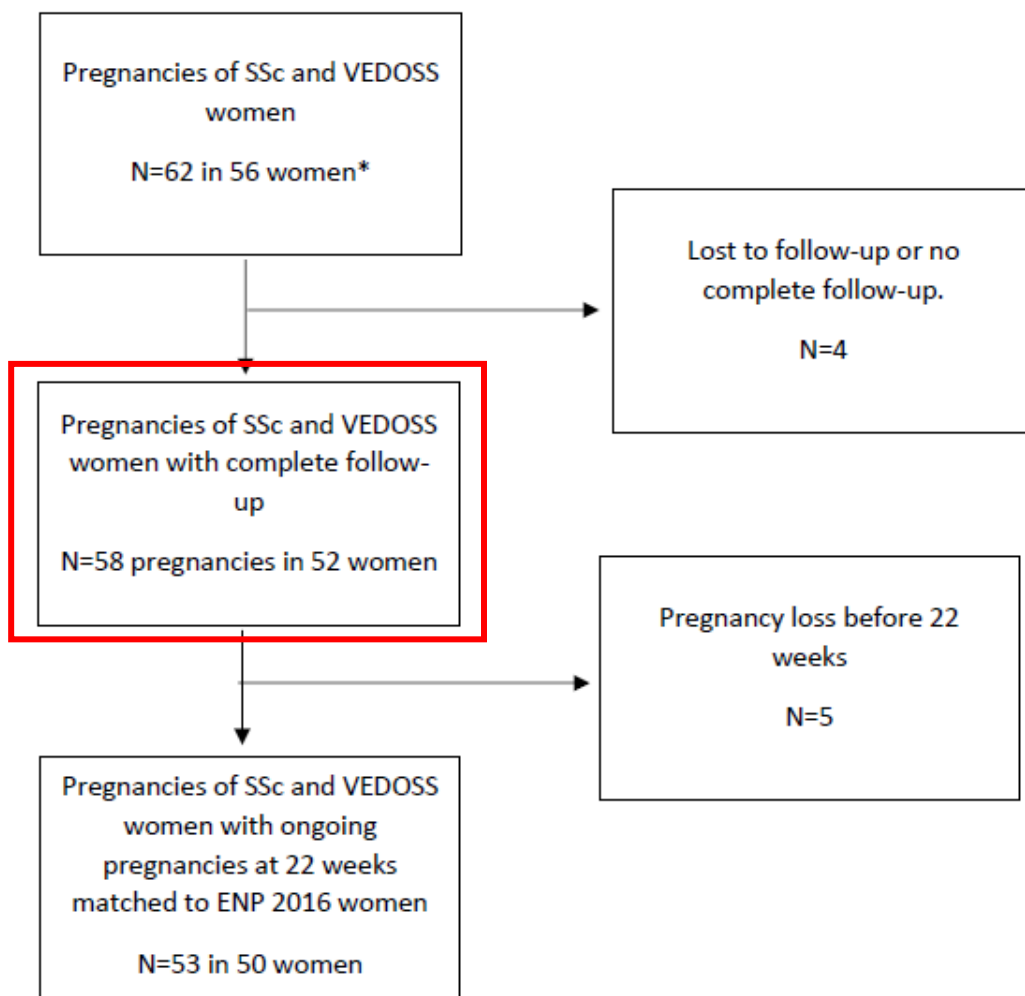 Pregnancies of SSc and VEDOSS
women
N=62 in 56 women*
Lost to follow-up or no
complete follow-up.
N=4
Pregnancies of SSc and VEDOSS
women with complete follow-
up
N=58 pregnancies in 52 women
Pregnancy loss before 22
weeks
N=5
Pregnancies of SSc and VEDOSS
women with ongoing
pregnancies at 22 weeks
matched to ENP 2016 women
N=53 in 50 women